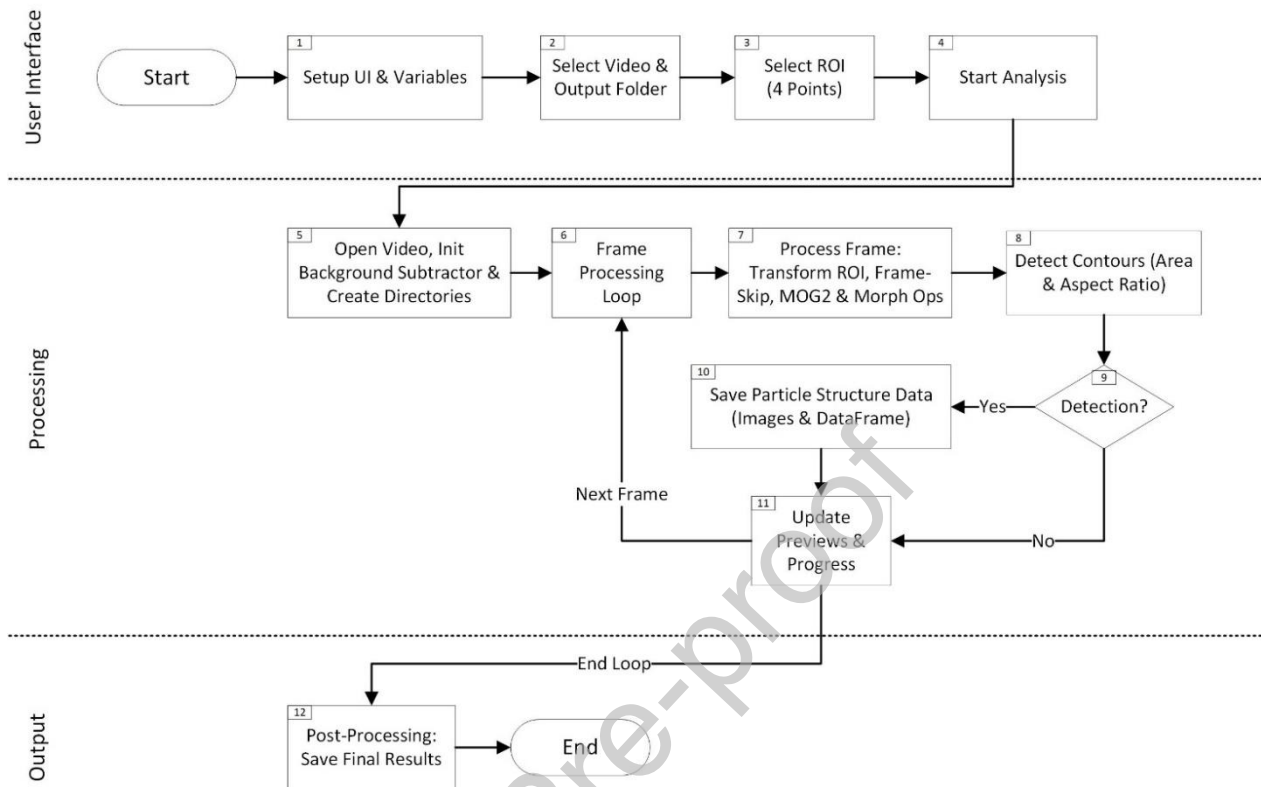 User Interface
Start
1
Setup UI & Variables
2
Select Video &
Output Folder
3
Select ROI
(4 Points)
4
Start Analysis
Processing
5
Open Video, Init
Background Subtractor &
Create Directories
6
Frame
Processing
Loop
7
Process Frame:
Transform ROI, Frame-
Skip, MOG2 & Morph Ops
8
Detect Contours (Area
& Aspect Ratio)
9
Detection?
Yes
10
Save Particle Structure Data
(Images & DataFrame)
No
11
Update
Previews &
Progress
Next Frame
End Loop
Output
12
Post-Processing:
Save Final Results
End
re-proof